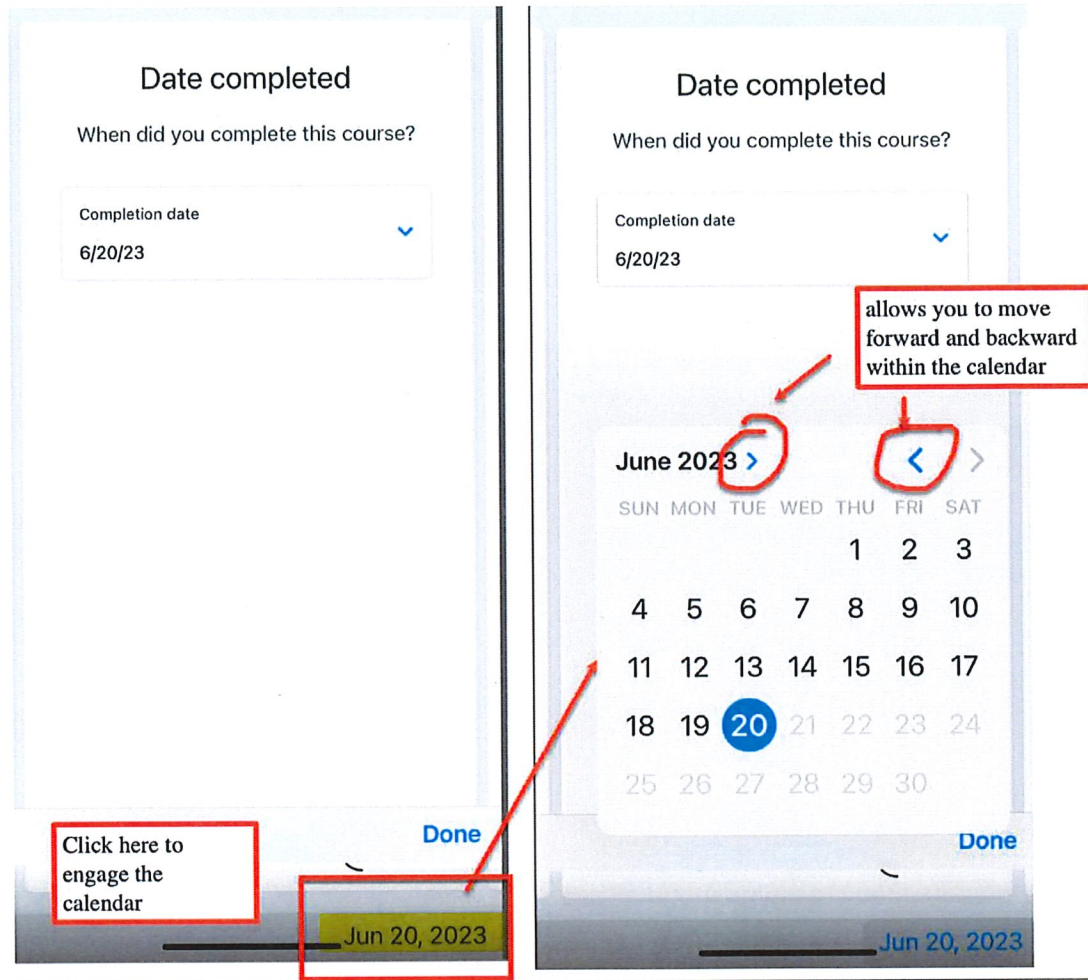 Date completed
When did you complete this course?
Completion date
6/20/23
Click here to
engage the
calendar
Done
Jun 20, 2023
Date completed
When did you complete this course?
Completion date
6/20/23
allows you to move
forward and backward
within the calendar
June 2023
SUN MON TUE WED THU FRI SAT
1 2 3
4 5 6 7 8 9 10
11 12 13 14 15 16 17
18 19 20 21 22 23 24
25 26 27 28 29 30
Done
Jun 20, 2023